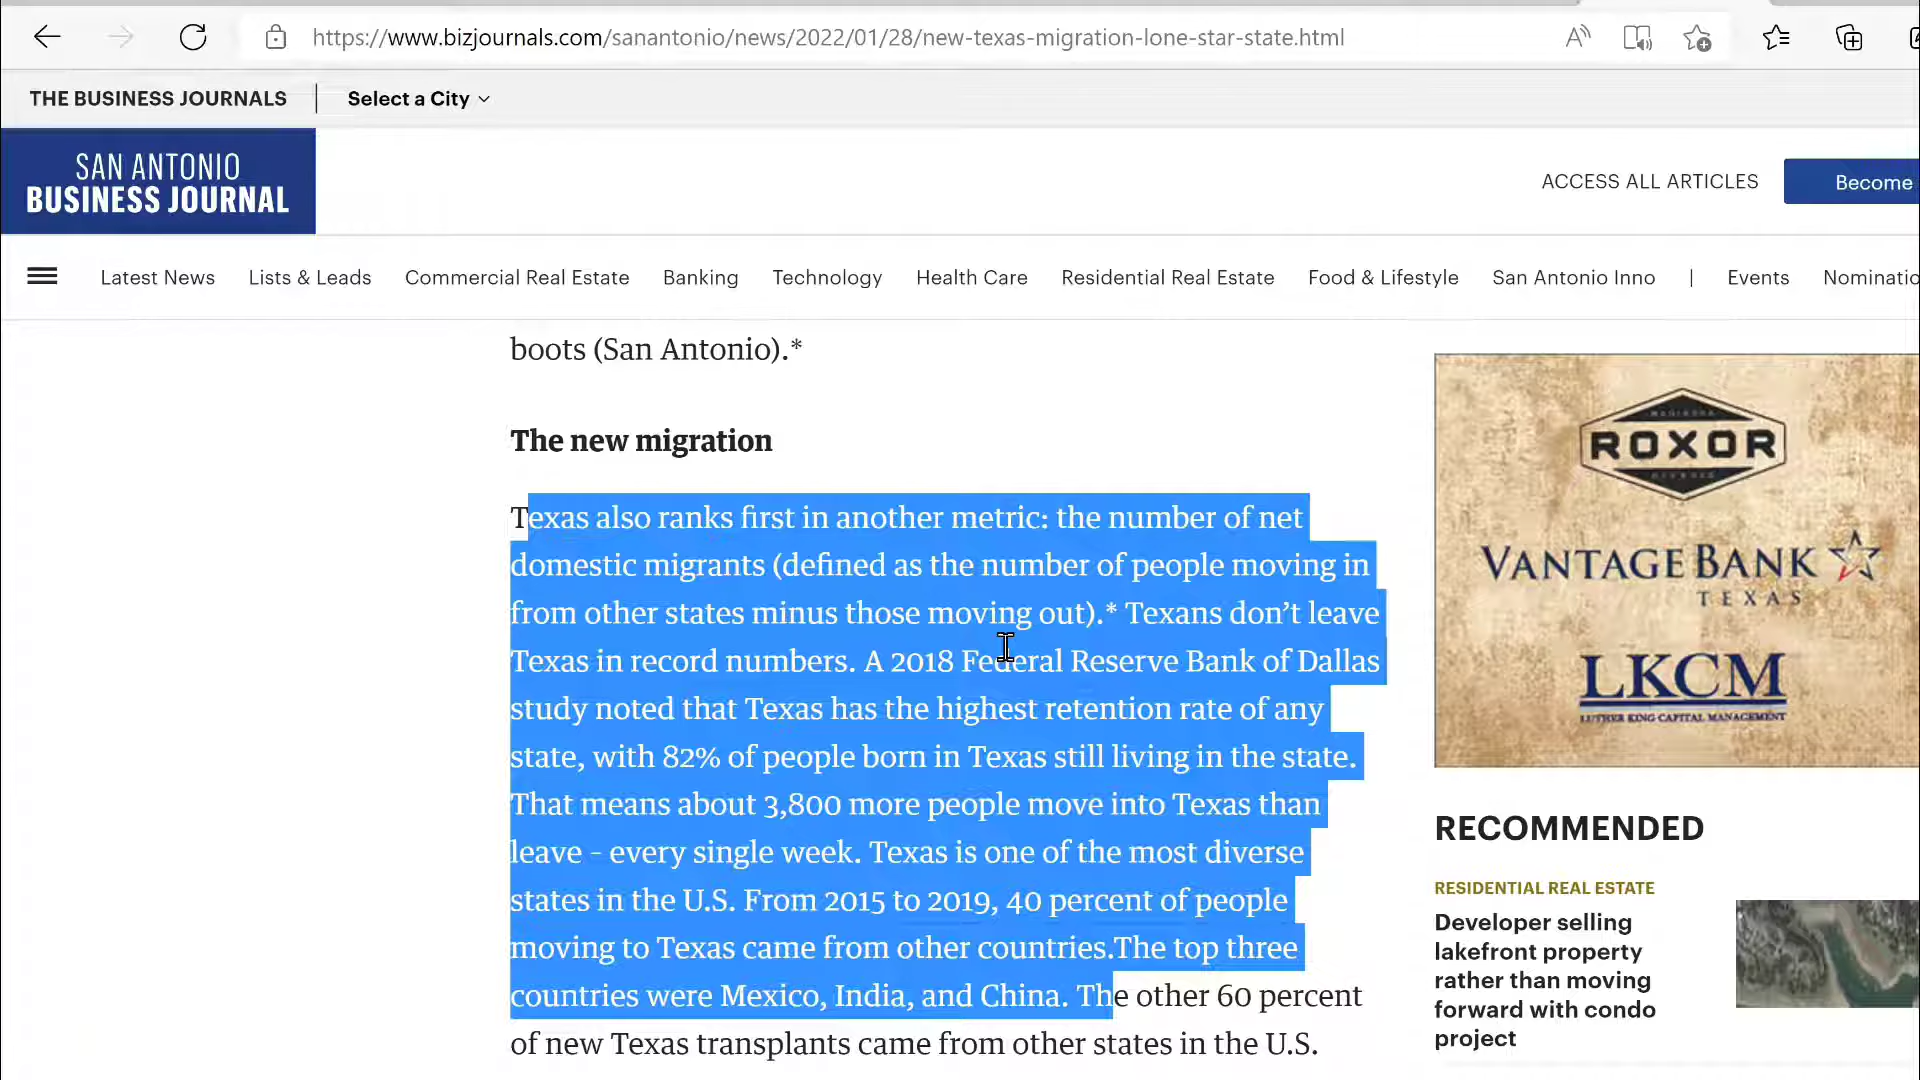 https://www.bizjournals.com/sanantonio/news/2022/01/28/new-texas-migration-lone-star-state.html
THE BUSINESS JOURNALS
Select a City
SAN ANTONIO
BUSINESS JOURNAL
ACCESS ALL ARTICLES
Become
Latest News
Lists & Leads
Commercial Real Estate
Banking
Technology
Health Care
Residential Real Estate
Food & Lifestyle
San Antonio Inno
|
Events
Nominatio
boots (San Antonio).*
The new migration
Texas also ranks first in another metric: the number of net
domestic migrants (defined as the number of people moving in
from other states minus those moving out).* Texans don’t leave
Texas in record numbers. A 2018 Federal Reserve Bank of Dallas
study noted that Texas has the highest retention rate of any
state, with 82% of people born in Texas still living in the state.
That means about 3,800 more people move into Texas than
leave – every single week. Texas is one of the most diverse
states in the U.S. From 2015 to 2019, 40 percent of people
moving to Texas came from other countries.The top three
countries were Mexico, India, and China. The other 60 percent
of new Texas transplants came from other states in the U.S.
ROXOR
VANTAGE BANK
TEXAS
LKCM
LUTHER KING CAPITAL MANAGEMENT
RECOMMENDED
RESIDENTIAL REAL ESTATE
Developer selling
lakefront property
rather than moving
forward with condo
project